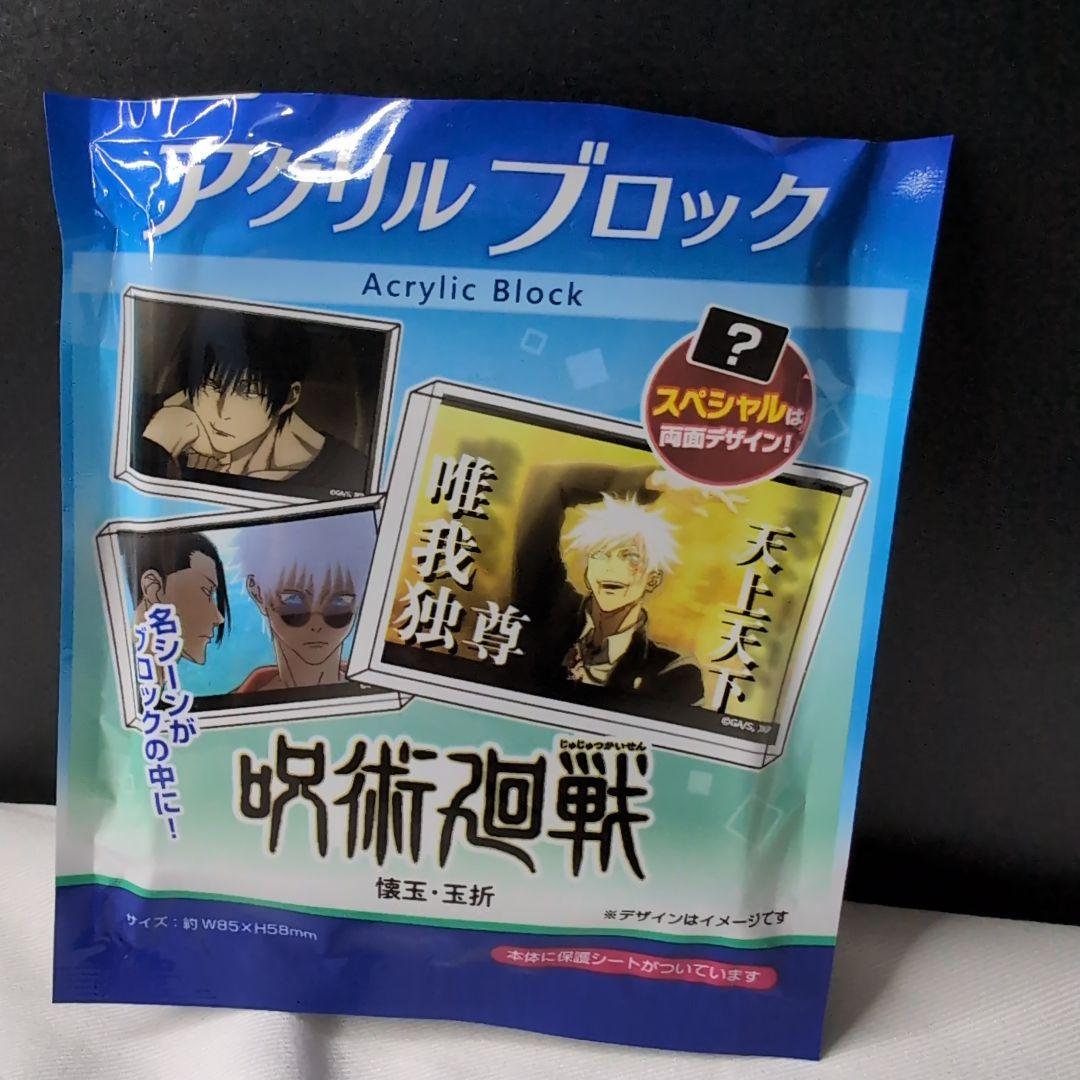 アクリルブロック
Acrylic Block
?
スペシャルは
両面デザイン!
©GA/S, JKP
唯我独尊
天上天下
©GA/S, JKP
名シーンが
ブロックの中に!
じゅじゅつかいせん
呪術廻戦
懐玉・玉折
※デザインはイメージです
サイズ:約W85×H58mm
本体に保護シートがついています